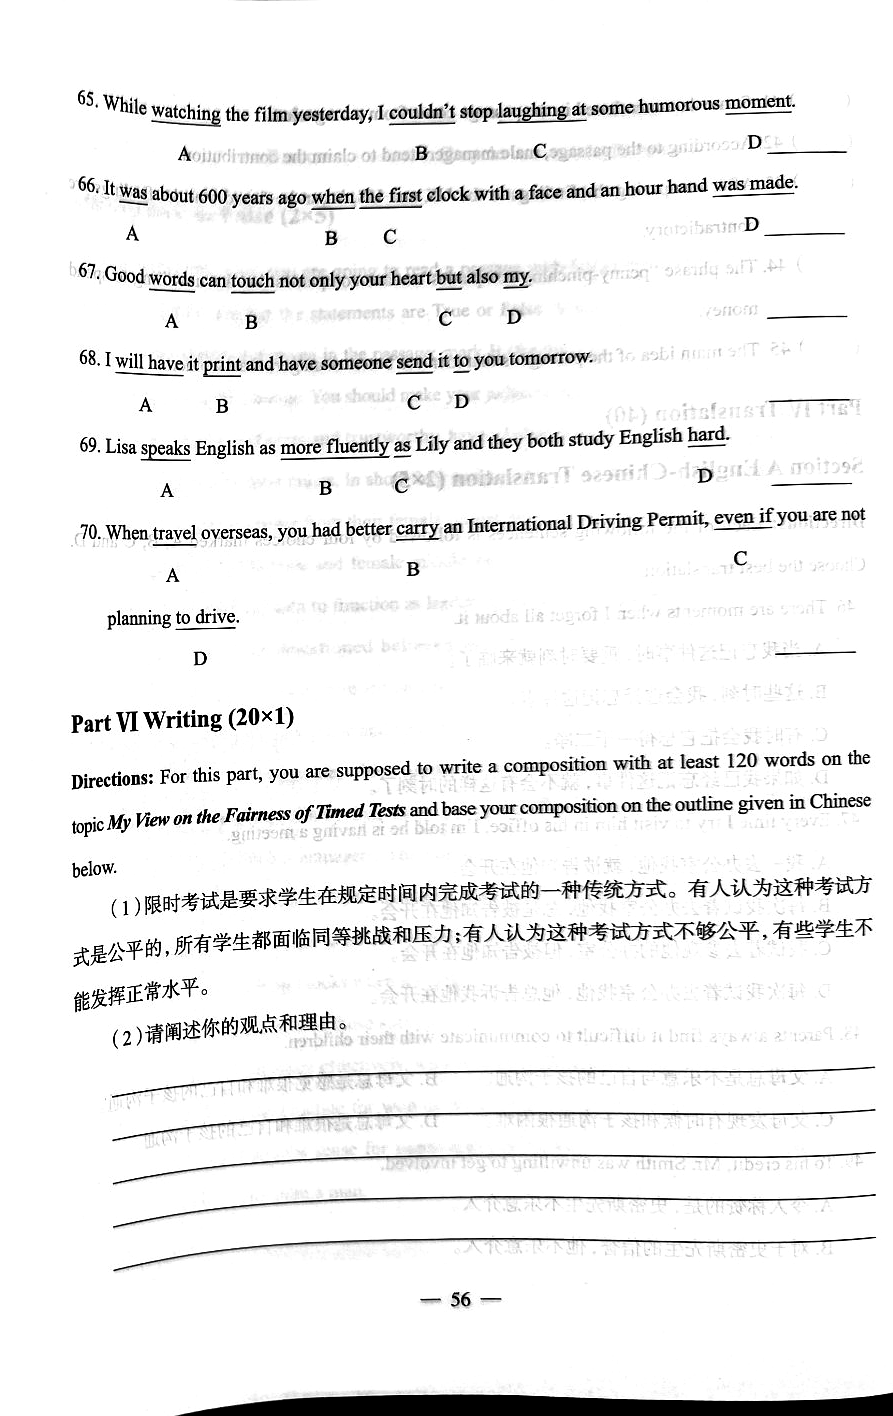 65. While watching the film yesterday, I couldn't stop laughing at some humorous moment.
A B C D ________
66. It was about 600 years ago when the first clock with a face and an hour hand was made.
A B C D ________
67. Good words can touch not only your heart but also my.
A B C D ________
68. I will have it print and have someone send it to you tomorrow.
A B C D ________
69. Lisa speaks English as more fluently as Lily and they both study English hard.
A B C D ________
70. When travel overseas, you had better carry an International Driving Permit, even if you are not
A B C
planning to drive.
D ________
Part VI Writing (20×1)
Directions: For this part, you are supposed to write a composition with at least 120 words on the
topic My View on the Fairness of Timed Tests and base your composition on the outline given in Chinese
below.
(1)限时考试是要求学生在规定时间内完成考试的一种传统方式。有人认为这种考试方
式是公平的,所有学生都面临同等挑战和压力;有人认为这种考试方式不够公平,有些学生不
能发挥正常水平。
(2)请阐述你的观点和理由。
— 56 —